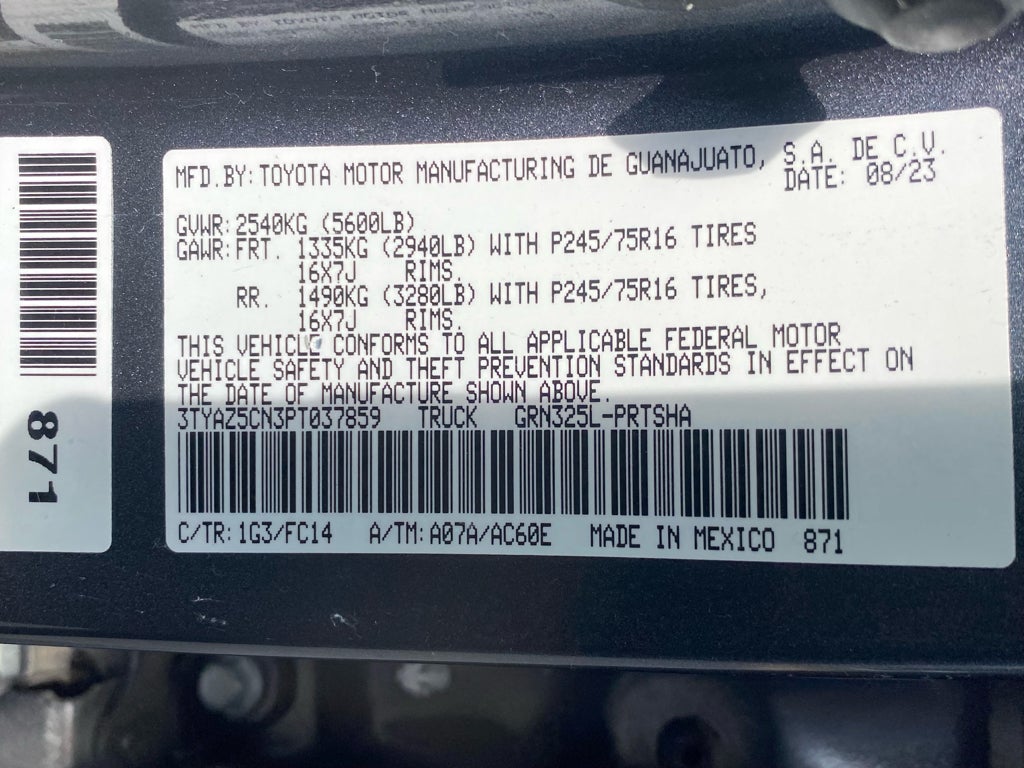 MFD.BY:TOYOTA MOTOR MANUFACTURING DE GUANAJUATO, S.A. DE C.V.
DATE: 08/23
GVWR:2540KG (5600LB)
GAWR:FRT. 1335KG (2940LB) WITH P245/75R16 TIRES
16X7J RIMS.
RR. 1490KG (3280LB) WITH P245/75R16 TIRES,
16X7J RIMS.
THIS VEHICLE CONFORMS TO ALL APPLICABLE FEDERAL MOTOR
VEHICLE SAFETY AND THEFT PREVENTION STANDARDS IN EFFECT ON
THE DATE OF MANUFACTURE SHOWN ABOVE.
3TYAZ5CN3PT037859 TRUCK GRN325L-PRTSHA
C/TR:1G3/FC14 A/TM:A07A/AC60E MADE IN MEXICO 871
871